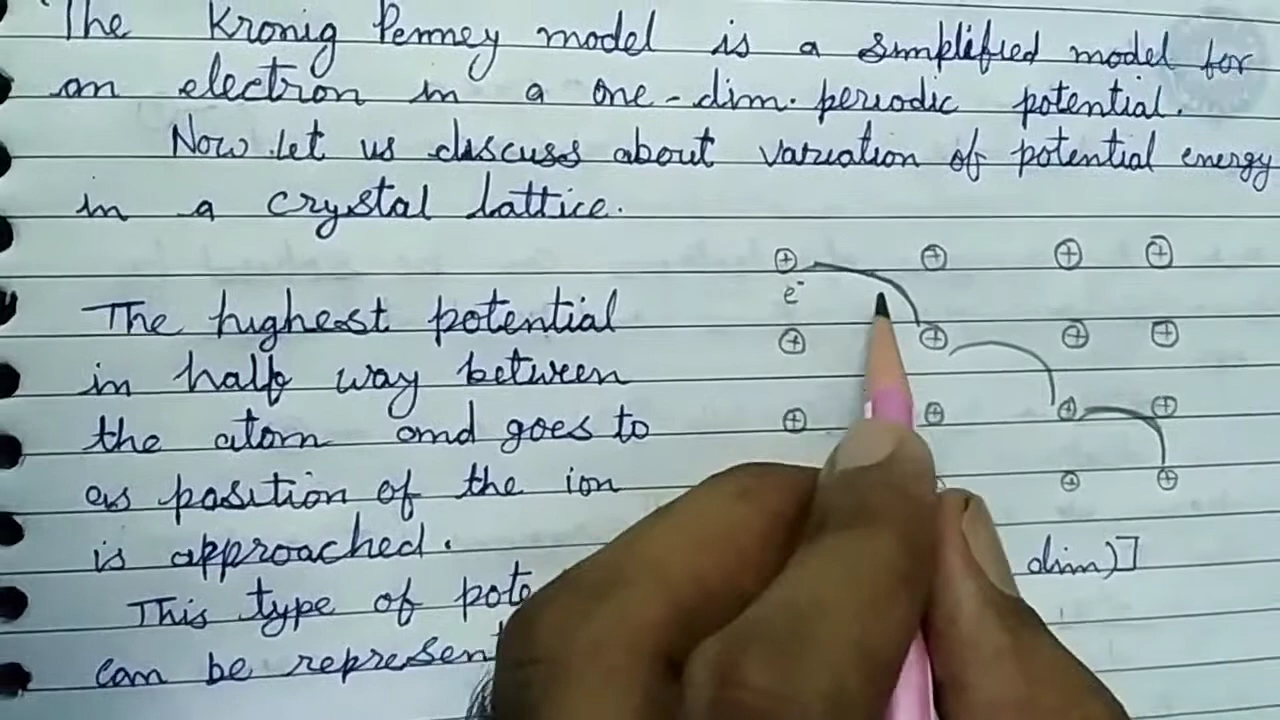 The Kronig Penney model is a simplified model for
an electron in a one-dim. periodic potential.
Now let us discuss about variation of potential energy
in a crystal lattice.
The highest potential
in half way between
the atom and goes to
as position of the ion
is approached.
This type of pote
can be represent
⊕ ⊕ ⊕ ⊕
e⁻
⊕ ⊕ ⊕ ⊕
⊕ ⊕ ⊕ ⊕
⊕ ⊕
dim)]